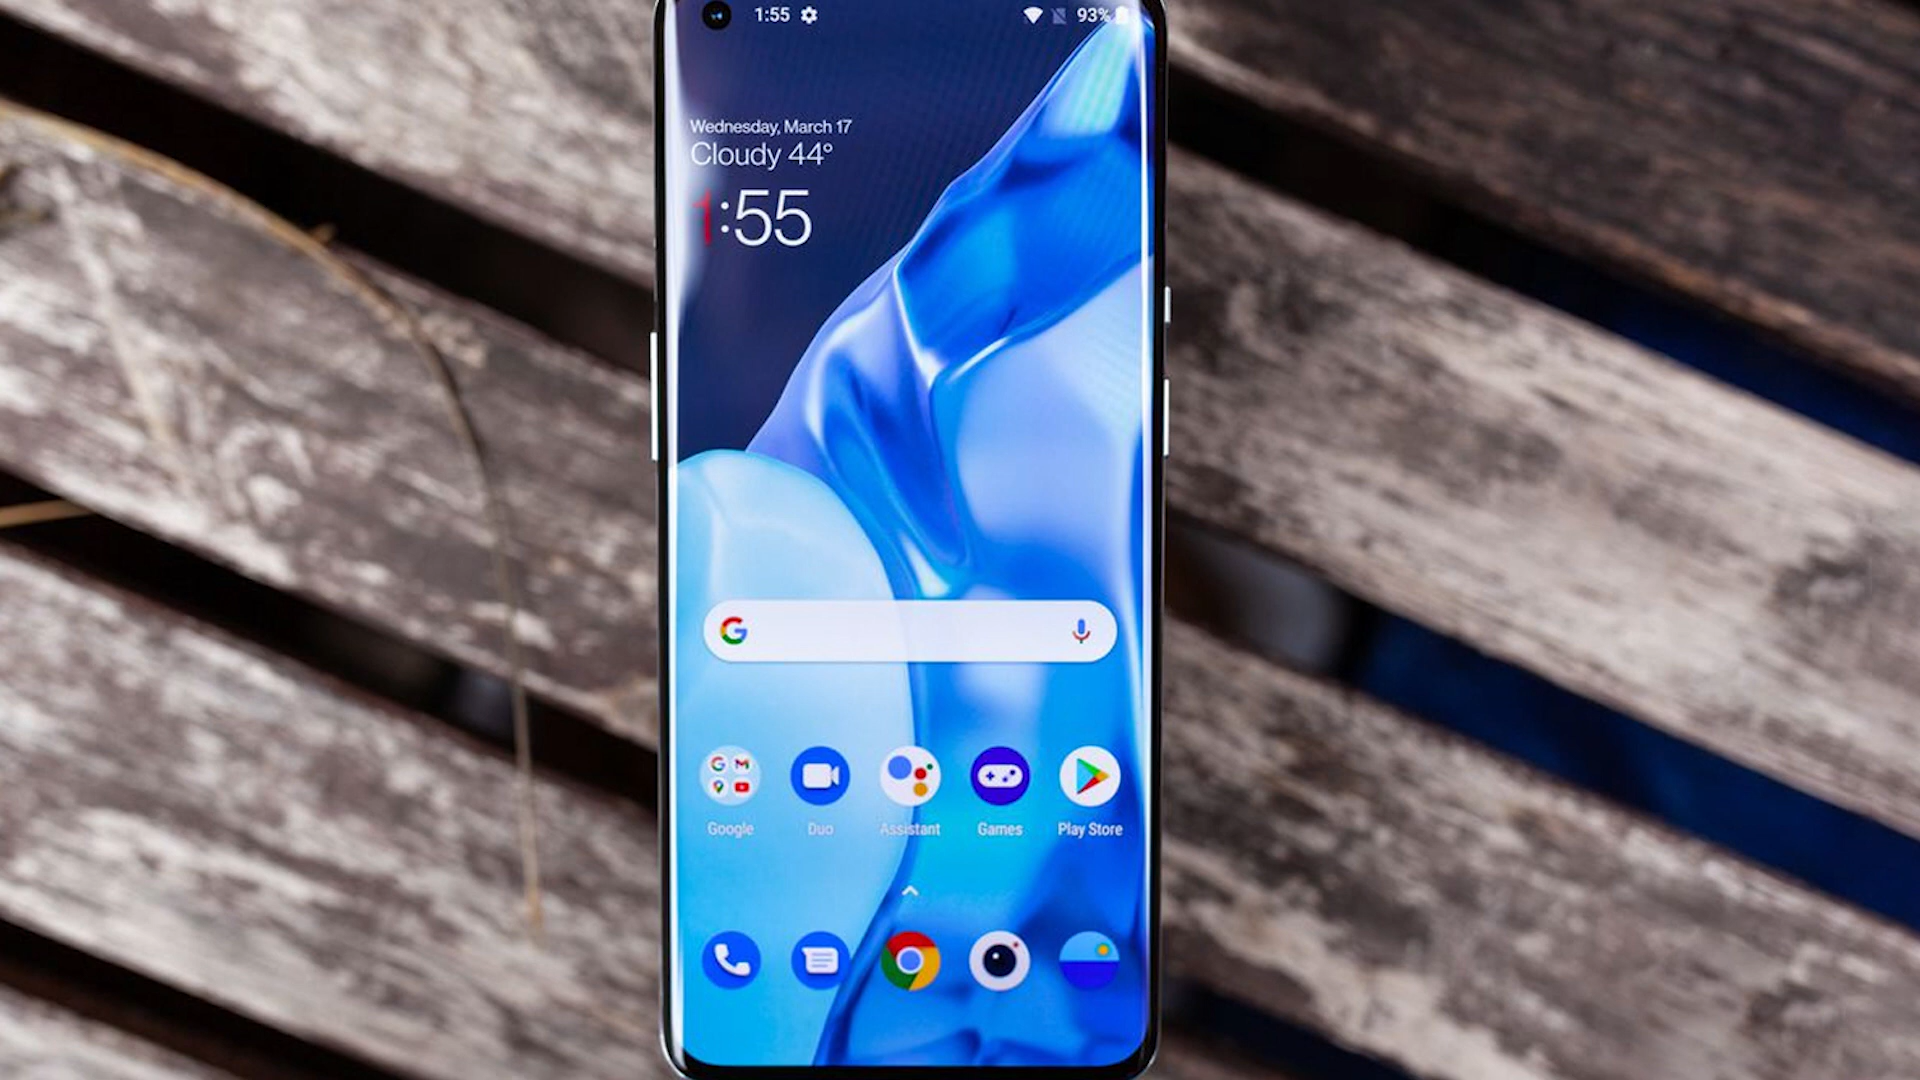 1:55 93%
Wednesday, March 17
Cloudy 44°
1:55
Google Duo Assistant Games Play Store